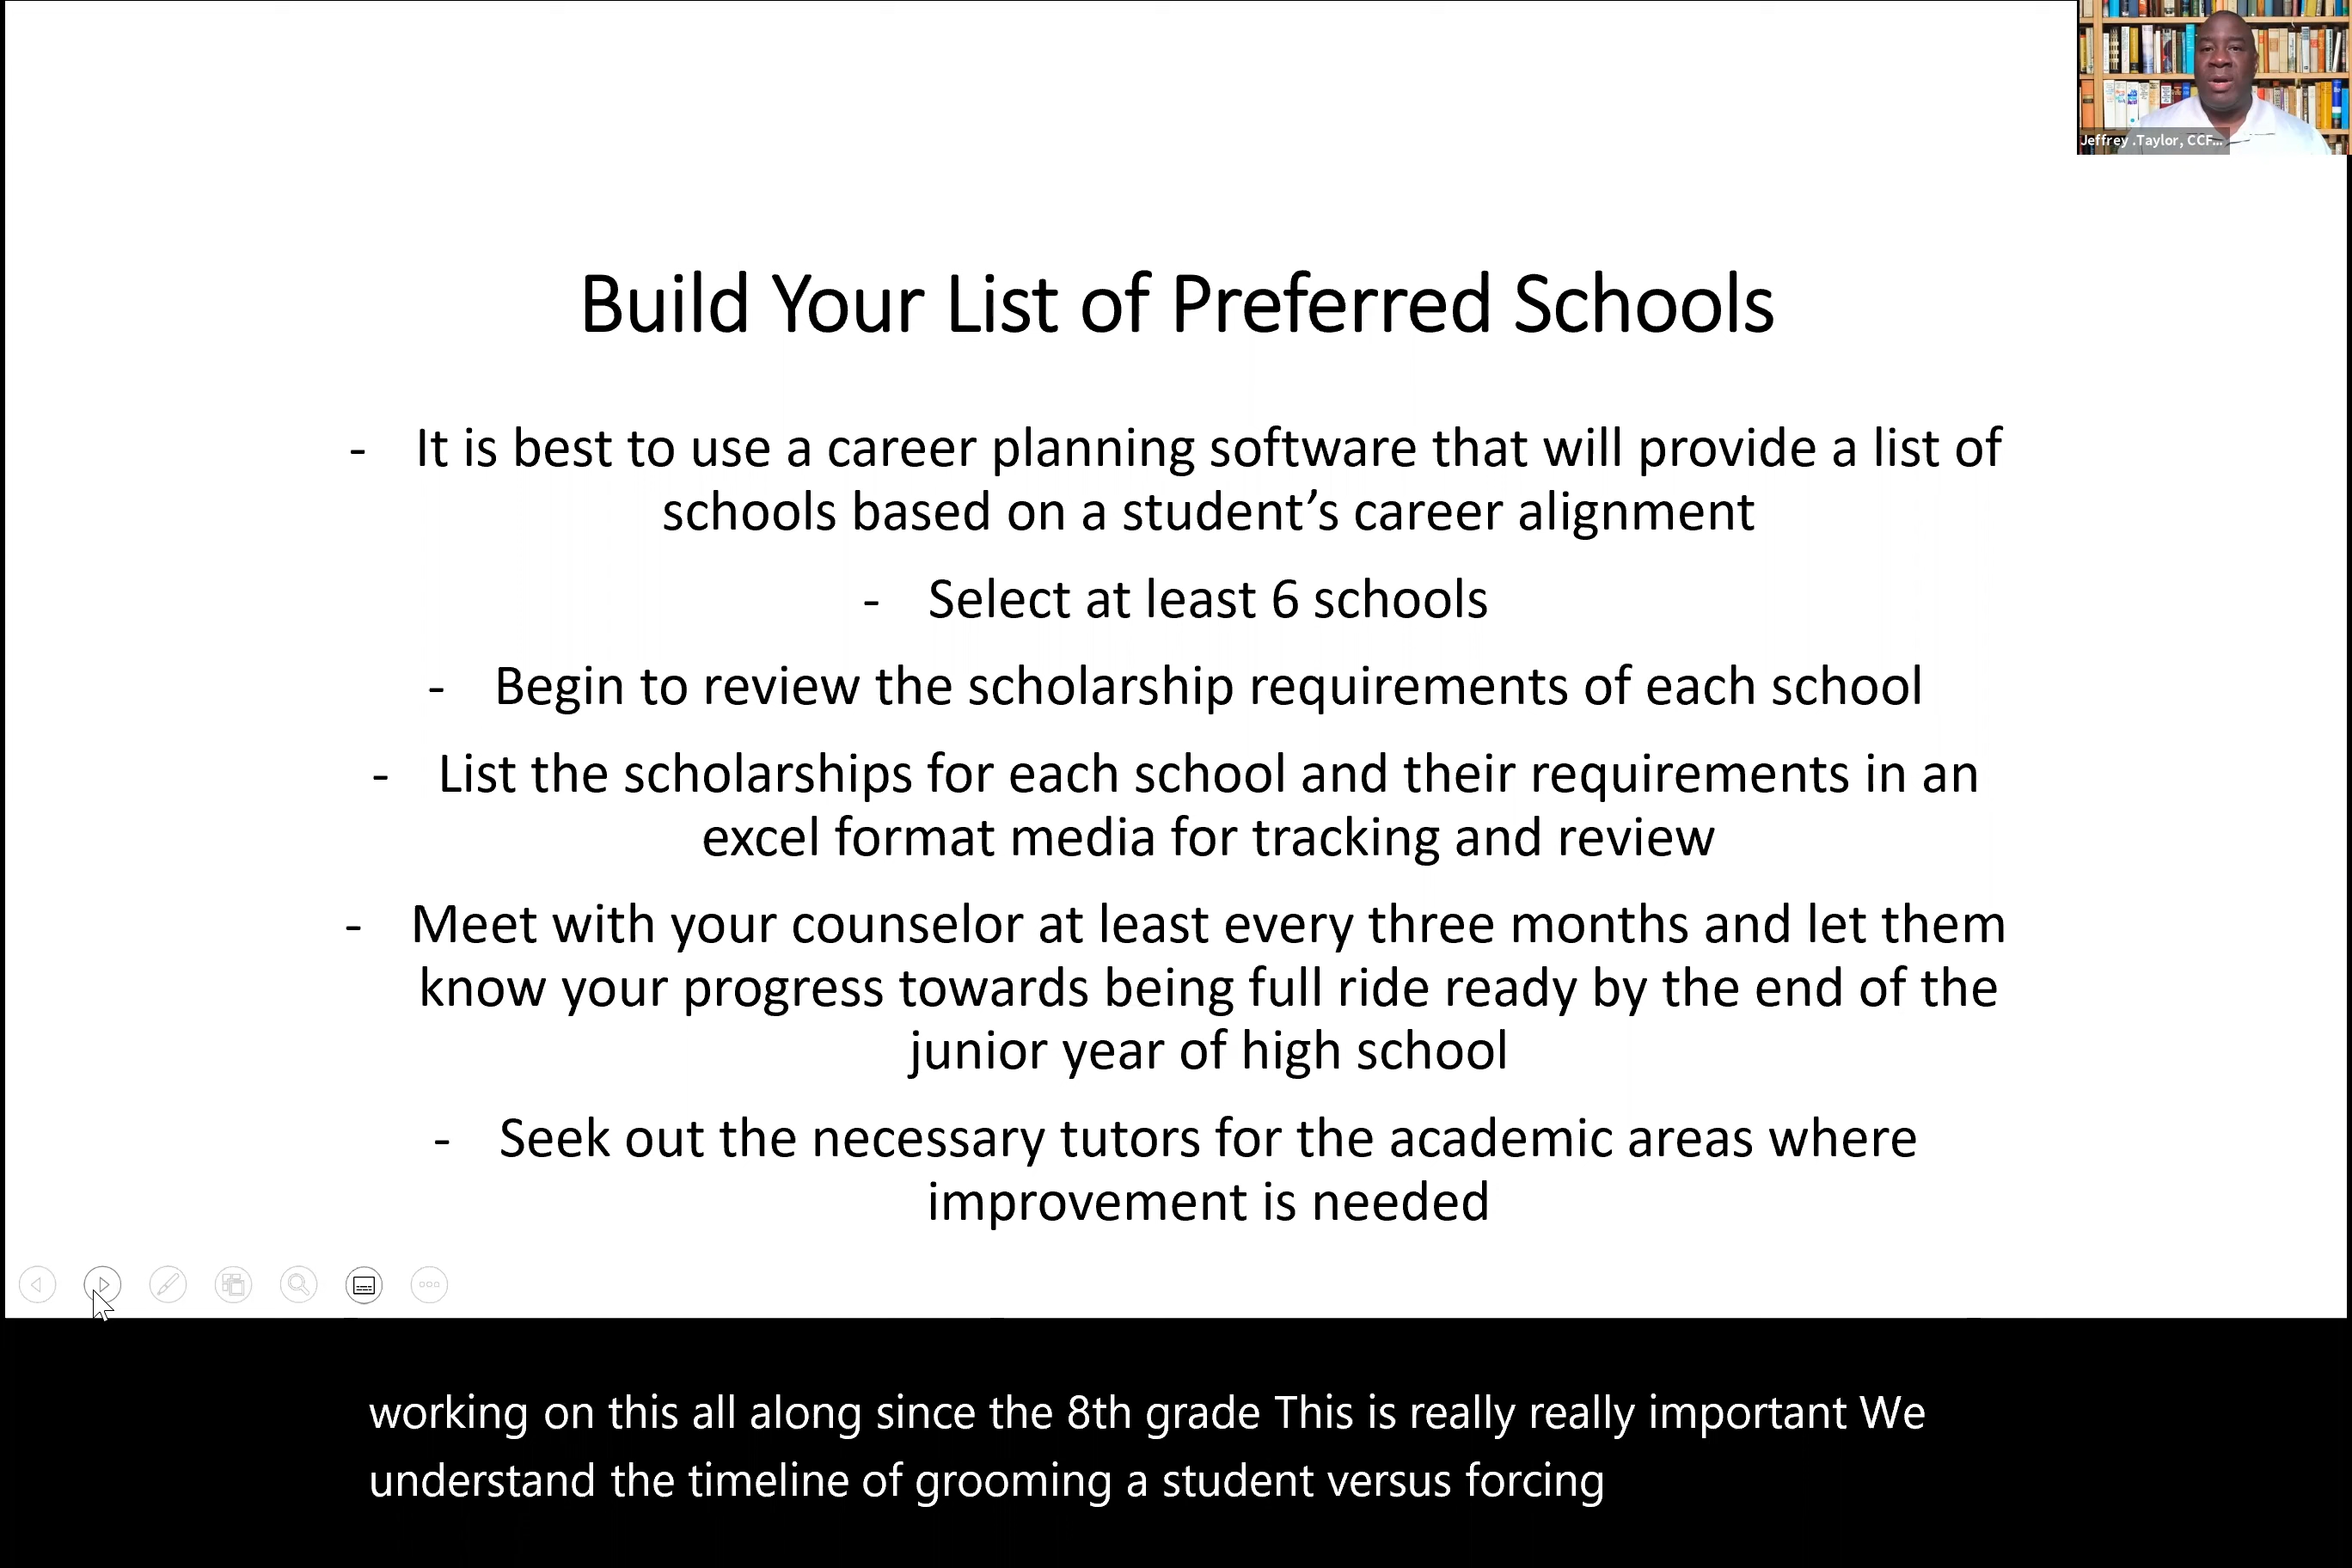 Jeffrey .Taylor, CCF...
Build Your List of Preferred Schools
- It is best to use a career planning software that will provide a list of
schools based on a student’s career alignment
- Select at least 6 schools
- Begin to review the scholarship requirements of each school
- List the scholarships for each school and their requirements in an
excel format media for tracking and review
- Meet with your counselor at least every three months and let them
know your progress towards being full ride ready by the end of the
junior year of high school
- Seek out the necessary tutors for the academic areas where
improvement is needed
working on this all along since the 8th grade This is really really important We
understand the timeline of grooming a student versus forcing